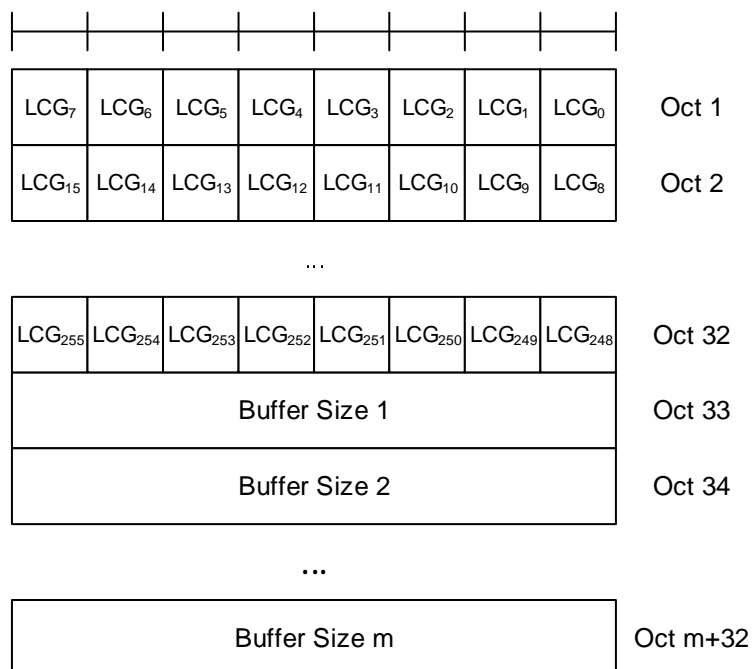 LCG₇ LCG₆ LCG₅ LCG₄ LCG₃ LCG₂ LCG₁ LCG₀ Oct 1
LCG₁₅ LCG₁₄ LCG₁₃ LCG₁₂ LCG₁₁ LCG₁₀ LCG₉ LCG₈ Oct 2
...
LCG₂₅₅ LCG₂₅₄ LCG₂₅₃ LCG₂₅₂ LCG₂₅₁ LCG₂₅₀ LCG₂₄₉ LCG₂₄₈ Oct 32
Buffer Size 1 Oct 33
Buffer Size 2 Oct 34
...
Buffer Size m Oct m+32